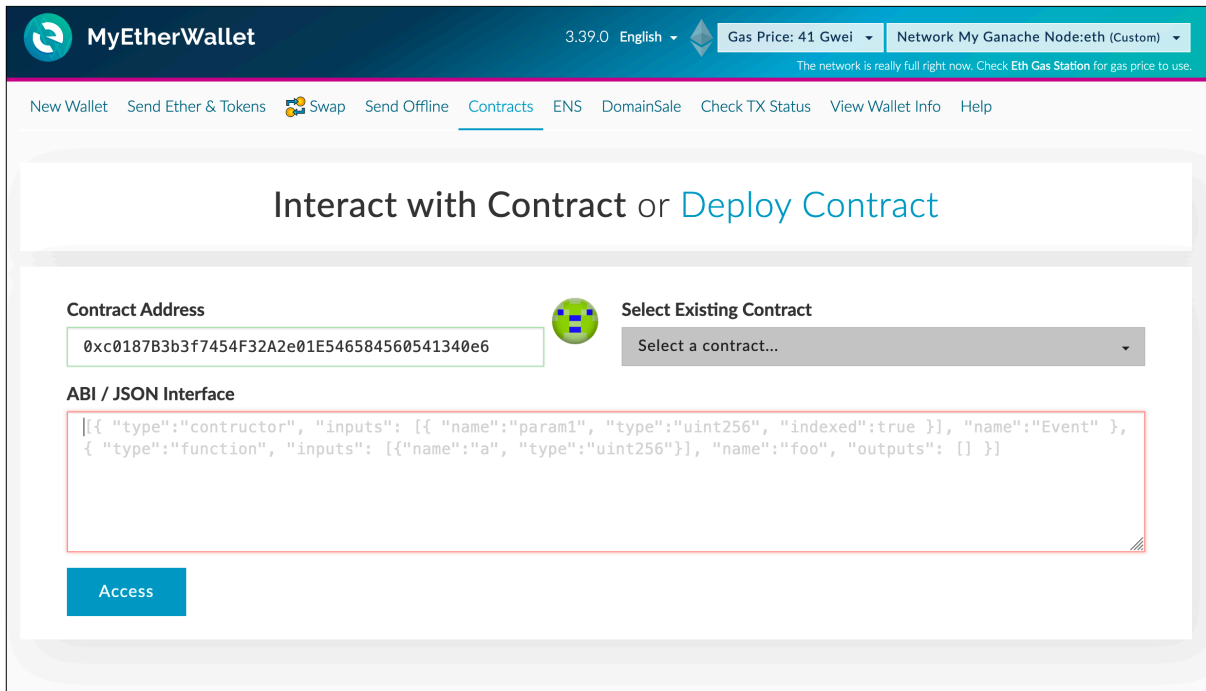 MyEtherWallet
3.39.0 English Gas Price: 41 Gwei Network My Ganache Node:eth (Custom)
The network is really full right now. Check Eth Gas Station for gas price to use.
New Wallet Send Ether & Tokens Swap Send Offline Contracts ENS DomainSale Check TX Status View Wallet Info Help
Interact with Contract or Deploy Contract
Contract Address
0xc0187B3b3f7454F32A2e01E546584560541340e6
Select Existing Contract
Select a contract...
ABI / JSON Interface
[{ "type":"contructor", "inputs": [{ "name":"param1", "type":"uint256", "indexed":true }], "name":"Event" },
{ "type":"function", "inputs": [{"name":"a", "type":"uint256"}], "name":"foo", "outputs": [] }]
Access